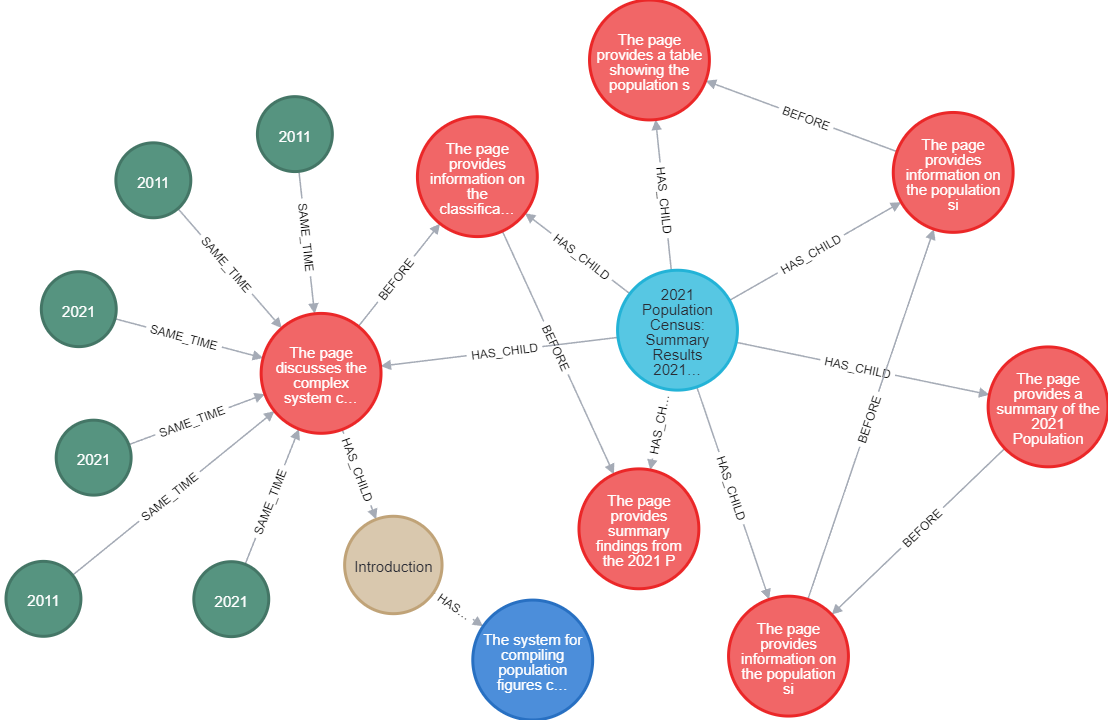 The page
provides a table
showing the
population s
BEFORE
2011
2011
The page
provides
information on
the
classifica...
The page
provides
information on
the population
si
HAS_CHILD
SAME_TIME
SAME_TIME
BEFORE
HAS_CHILD
HAS_CHILD
2021
SAME_TIME
2021
Population
Census:
Summary
Results
2021...
The page
discusses the
complex
system c...
HAS_CHILD
BEFORE
HAS_CHILD
The page
provides a
summary of the
2021
Population
2021
SAME_TIME
HAS_CHILD
HAS_CH...
BEFORE
SAME_TIME
SAME_TIME
HAS_CHILD
The page
provides
summary
findings from
the 2021 P
BEFORE
Introduction
2011
2021
HAS...
The system for
compiling
population
figures c...
The page
provides
information on
the population
si